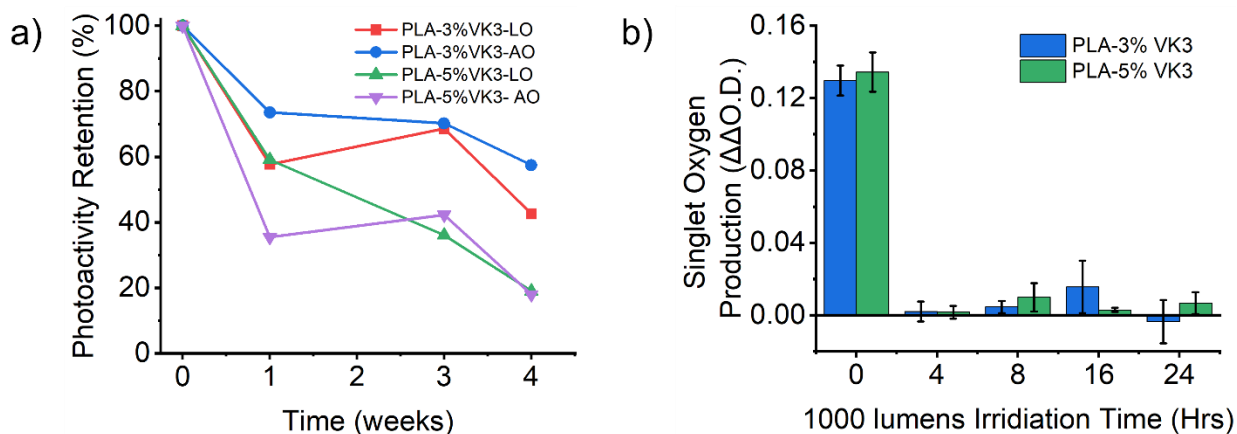 a)
Photoactivity Retention (%)
100
80
60
40
20
0
PLA-3%VK3-LO
PLA-3%VK3-AO
PLA-5%VK3-LO
PLA-5%VK3- AO
0 1 2 3 4
Time (weeks)
b)
Singlet Oxygen
Production (ΔΔO.D.)
0.12
0.08
0.04
0.00
PLA-3% VK3
PLA-5% VK3
0 4 8 16 24
1000 lumens Irridiation Time (Hrs)